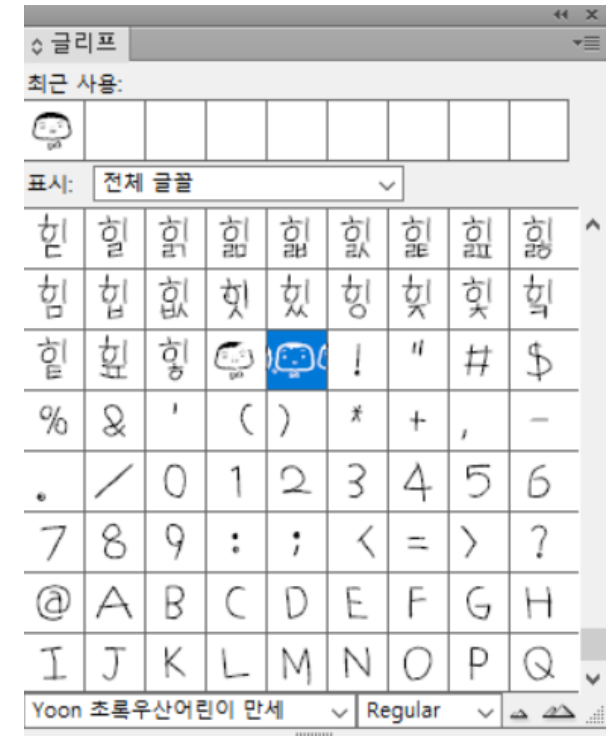 글리프
최근 사용:
표시: 전체 글꼴
힏 힐 힑 힒 힓 힔 힕 힖 힗
힘 힙 힚 힛 힜 힝 힞 힟 힠
힡 힢 힣 ! " # $
% & ' ( ) * + , -
. / 0 1 2 3 4 5 6
7 8 9 : ; < = > ?
@ A B C D E F G H
I J K L M N O P Q
Yoon 초록우산어린이 만세 Regular